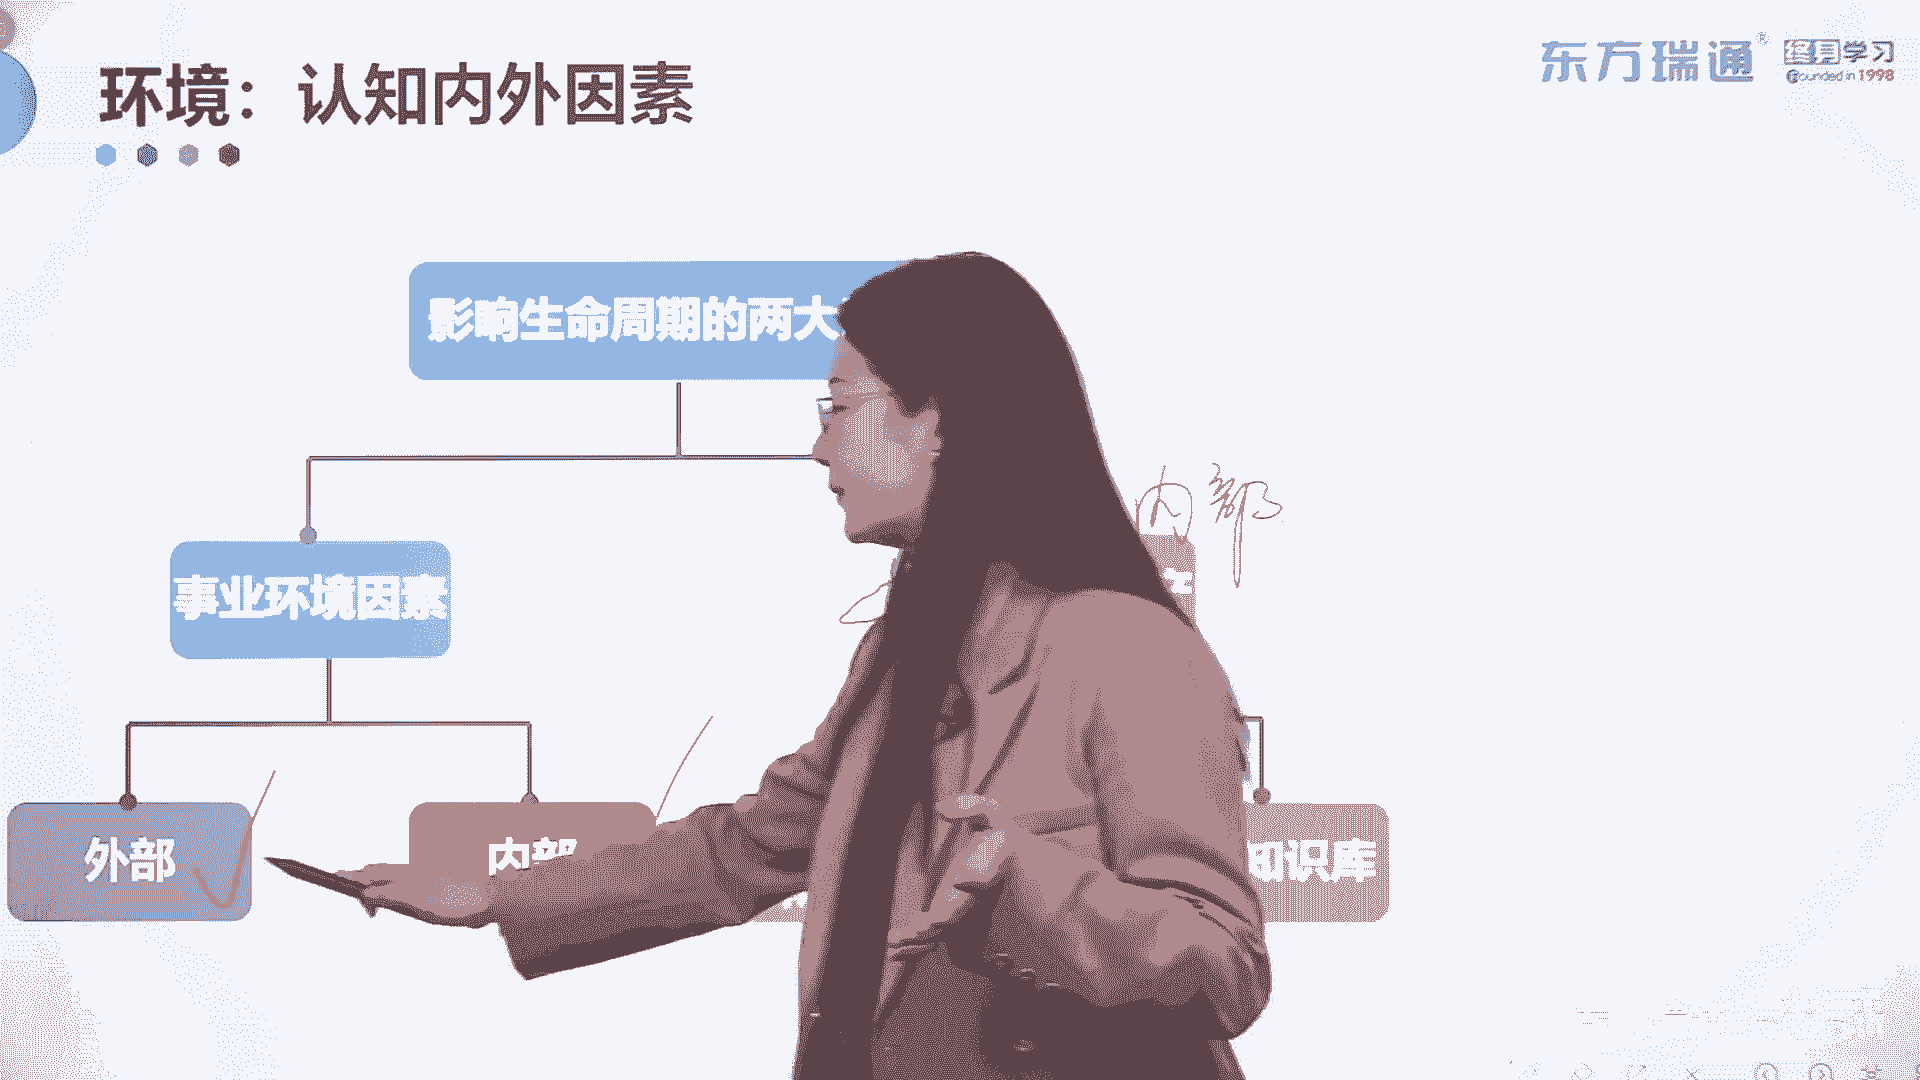 环境：认知内外因素
东方瑞通® 终身学习
Founded in 1998
影响生命周期的两大
内部
事业环境因素
外部
内部
知识库